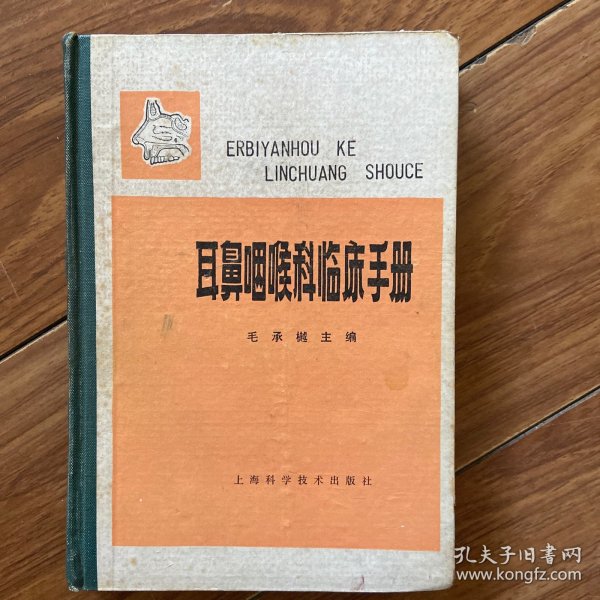 ERBIYANHOU KE
LINCHUANG SHOUCE
耳鼻咽喉科临床手册
毛承樾主编
上海科学技术出版社
孔夫子旧書网
www.kongfz.com